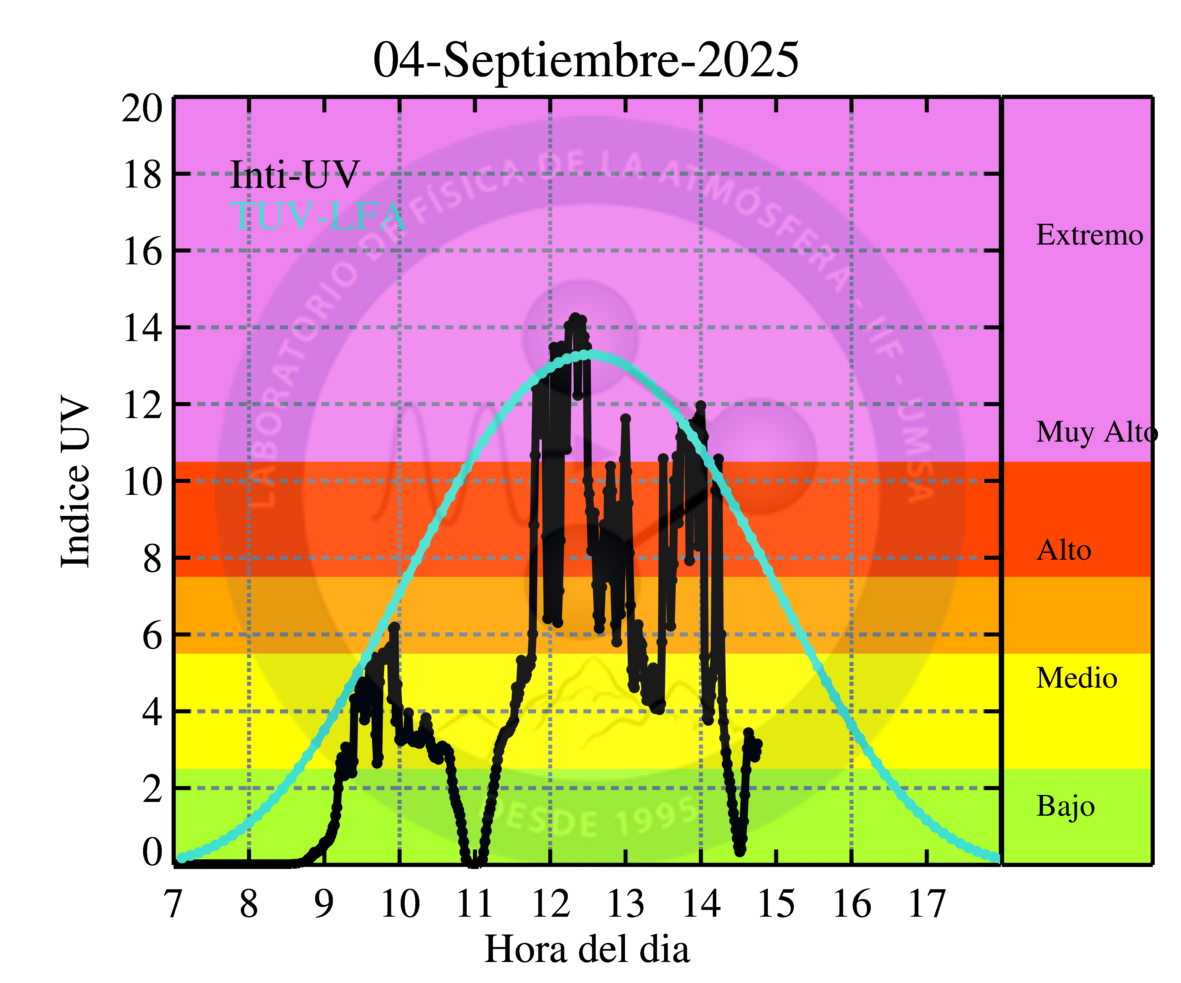 04-Septiembre-2025
20
18
16
14
12
10
8
6
4
2
0
Indice UV
Inti-UV
TUV-LFA
LABORATORIO DE FÍSICA DE LA ATMÓSFERA - IIF - UMSA
DESDE 1995
Extremo
Muy Alto
Alto
Medio
Bajo
7 8 9 10 11 12 13 14 15 16 17
Hora del dia